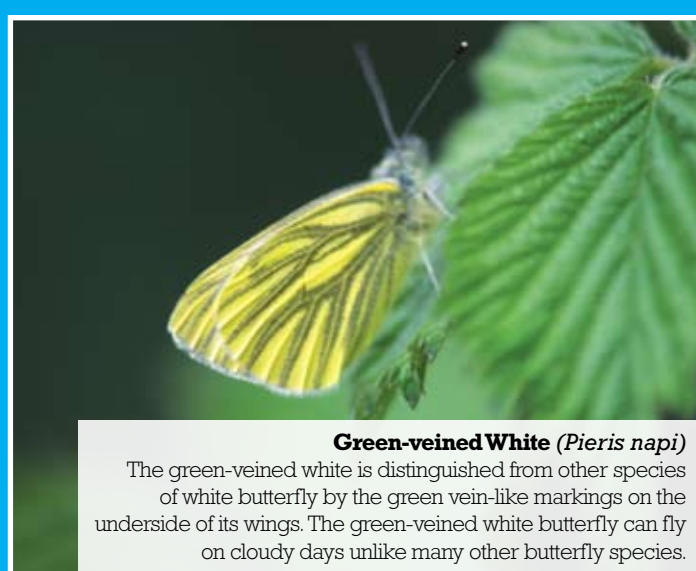 Green-veined White (Pieris napi)
The green-veined white is distinguished from other species
of white butterfly by the green vein-like markings on the
underside of its wings. The green-veined white butterfly can fly
on cloudy days unlike many other butterfly species.